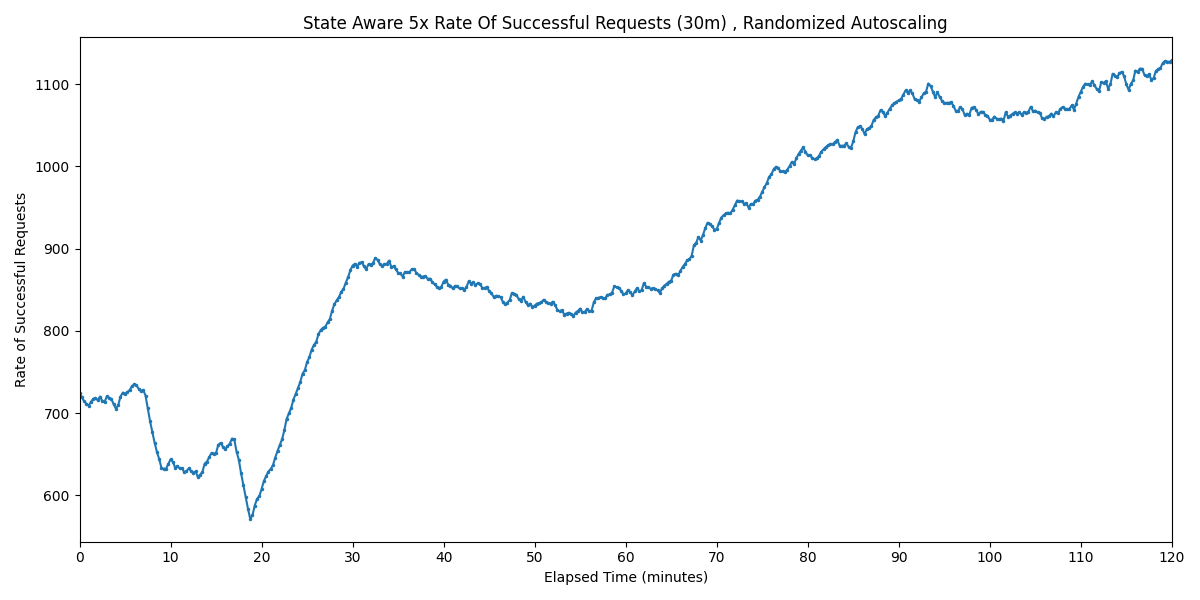 State Aware 5x Rate Of Successful Requests (30m) , Randomized Autoscaling
1100
1000
900
800
700
600
Rate of Successful Requests
0 10 20 30 40 50 60 70 80 90 100 110 120
Elapsed Time (minutes)